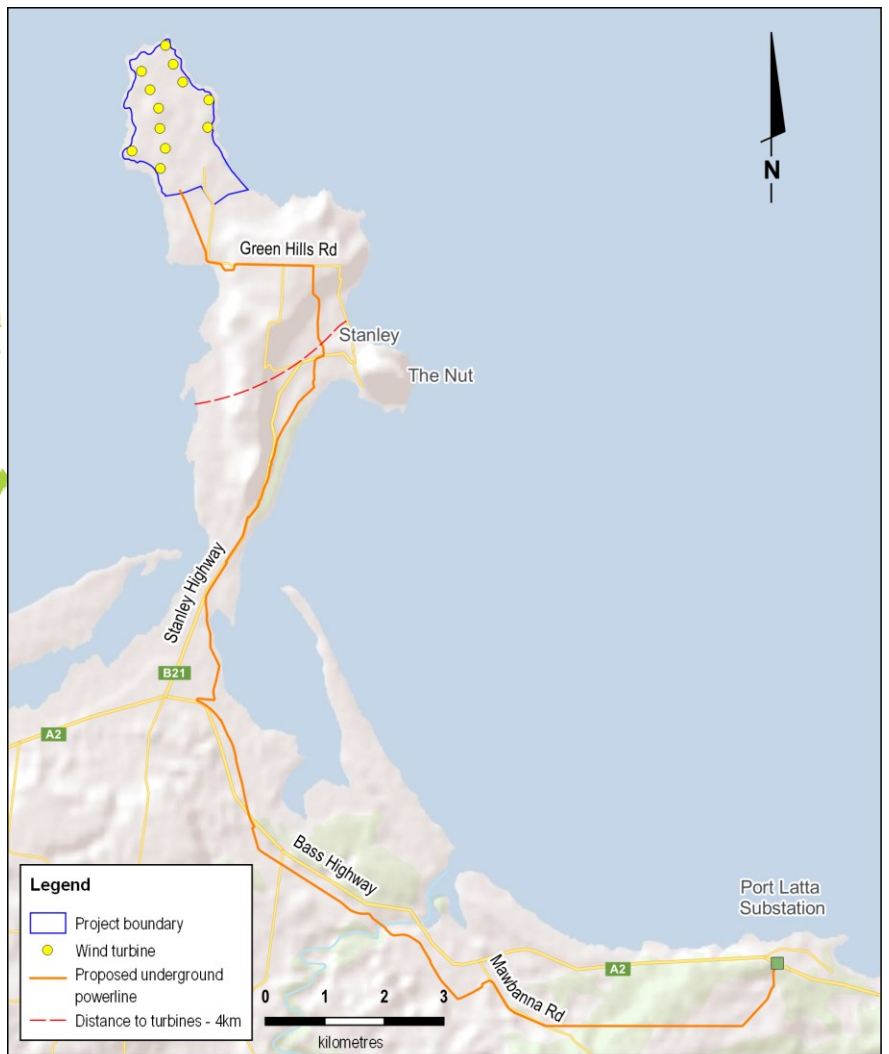 N
Green Hills Rd
Stanley
The Nut
Stanley Highway
B21
A2
Bass Highway
Port Latta
Substation
Mawbanna Rd
A2
Legend
Project boundary
Wind turbine
Proposed underground
powerline
Distance to turbines - 4km
0 1 2 3
kilometres